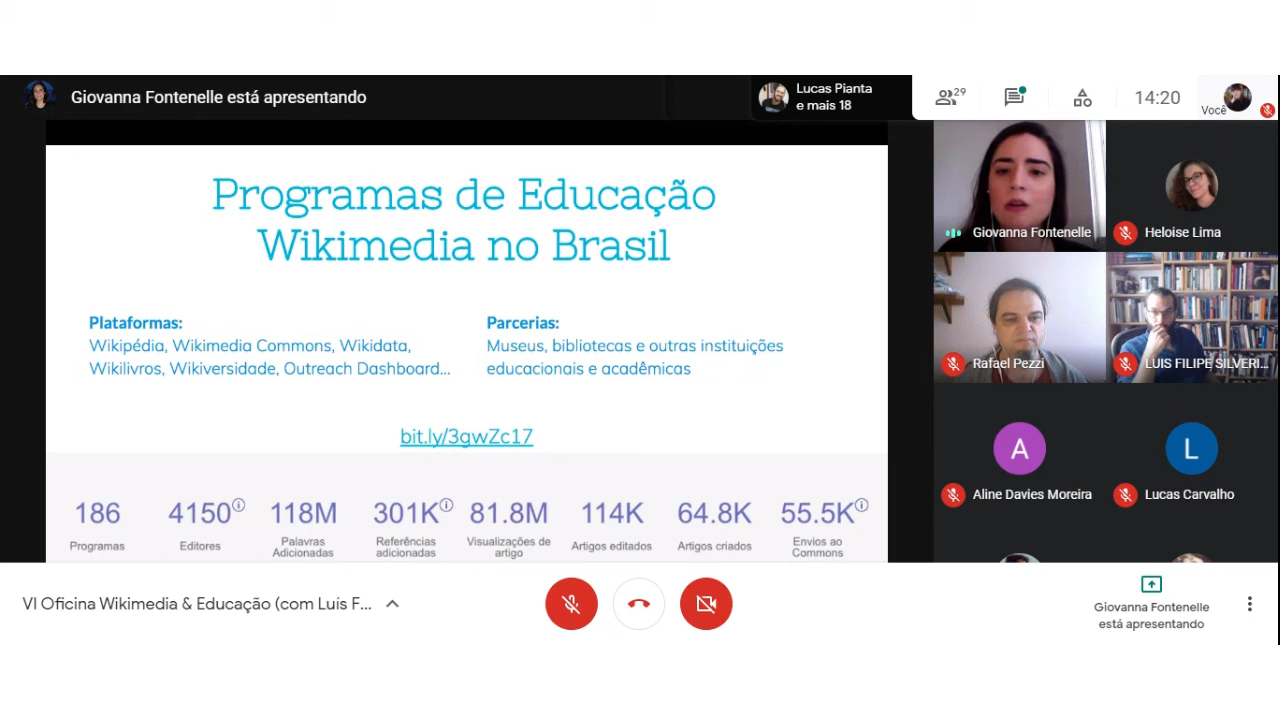 Giovanna Fontenelle está apresentando
Lucas Pianta
e mais 18
29
14:20
Você
Programas de Educação
Wikimedia no Brasil
Plataformas:
Wikipédia, Wikimedia Commons, Wikidata,
Wikilivros, Wikiversidade, Outreach Dashboard...
Parcerias:
Museus, bibliotecas e outras instituições
educacionais e acadêmicas
bit.ly/3gwZc17
186
Programas
4150
Editores
118M
Palavras
Adicionadas
301K
Referências
adicionadas
81.8M
Visualizações de
artigo
114K
Artigos editados
64.8K
Artigos criados
55.5K
Envios ao
Commons
Giovanna Fontenelle
Heloise Lima
Rafael Pezzi
LUIS FILIPE SILVERI...
A
Aline Davies Moreira
L
Lucas Carvalho
VI Oficina Wikimedia & Educação (com Luís F...
Giovanna Fontenelle
está apresentando